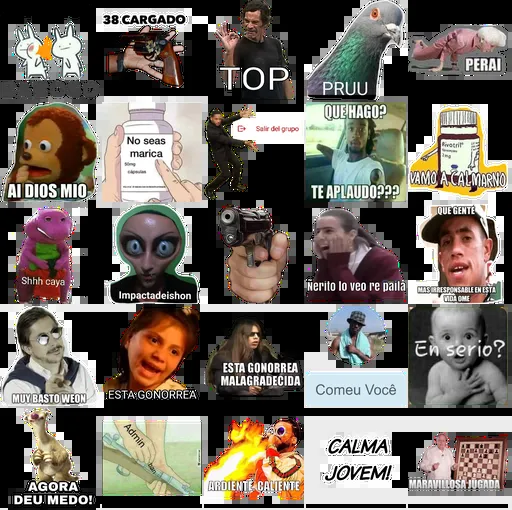 38 CARGADO
TOP
PRUU
PERAI
AI DIOS MIO
No seas
marica
50mg
cápsulas
Salir del grupo
QUE HAGO?
TE APLAUDO???
Rivotril
VAMO A CALMARNO
Shhh caya
Impactadeishon
Nerito lo veo re paila
QUE GENTE
MAS IRRESPONSABLE EN ESTA
VIDA OME
MUY BASTO WEON
ESTA GONORREA
ESTA GONORREA
MALAGRADECIDA
Comeu Você
En serio?
AGORA
DEU MEDO!
Admin
ARDIENTE, CALIENTE
CALMA
JOVEM!
MARAVILLOSA JUGADA